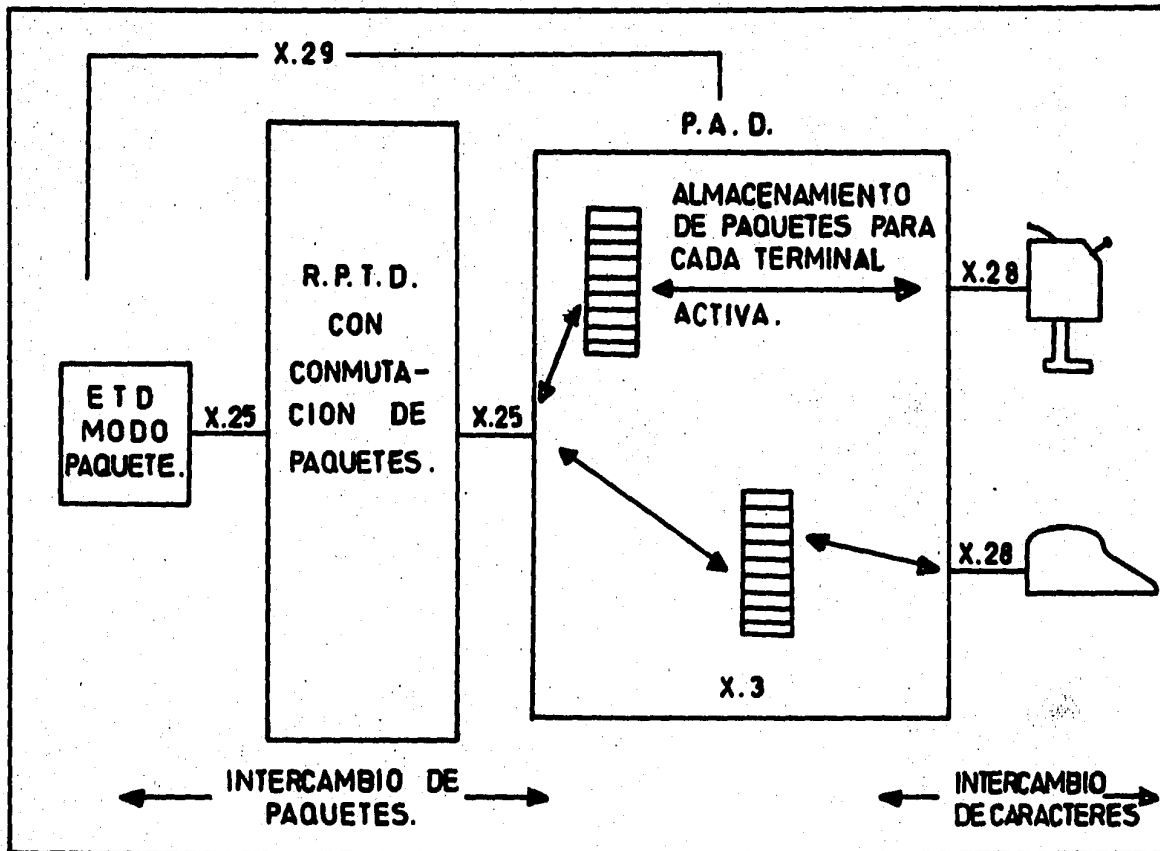 X.29
P.A.D.
ALMACENAMIENTO
DE PAQUETES PARA
CADA TERMINAL
ACTIVA.
R.P.T.D.
CON
CONMUTA-
CION DE
PAQUETES.
ETD
MODO
PAQUETE.
X.25
X.25
X.28
X.28
X.3
INTERCAMBIO DE
PAQUETES.
INTERCAMBIO
DE CARACTERES